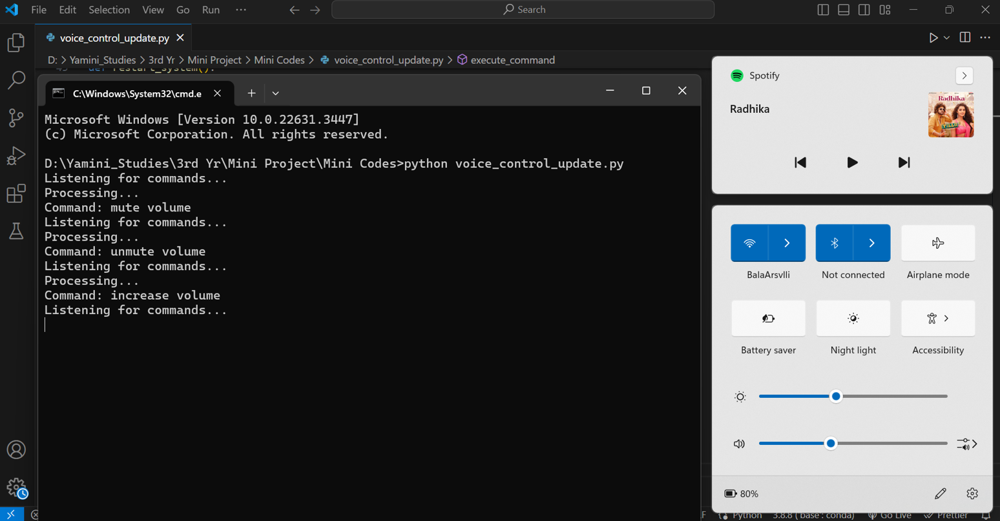 File Edit Selection View Go Run ···
Search
voice_control_update.py
D: > Yamini_Studies > 3rd Yr > Mini Project > Mini Codes > voice_control_update.py > execute_command
def restart_system():
C:\Windows\System32\cmd.e
Microsoft Windows [Version 10.0.22631.3447]
(c) Microsoft Corporation. All rights reserved.
D:\Yamini_Studies\3rd Yr\Mini Project\Mini Codes>python voice_control_update.py
Listening for commands...
Processing...
Command: mute volume
Listening for commands...
Processing...
Command: unmute volume
Listening for commands...
Processing...
Command: increase volume
Listening for commands...
Spotify
Radhika
Radhika
BalaArsvlli
Not connected
Airplane mode
Battery saver
Night light
Accessibility
80%
F { } Python 3.8.8 ('base': conda) Go Live Prettier